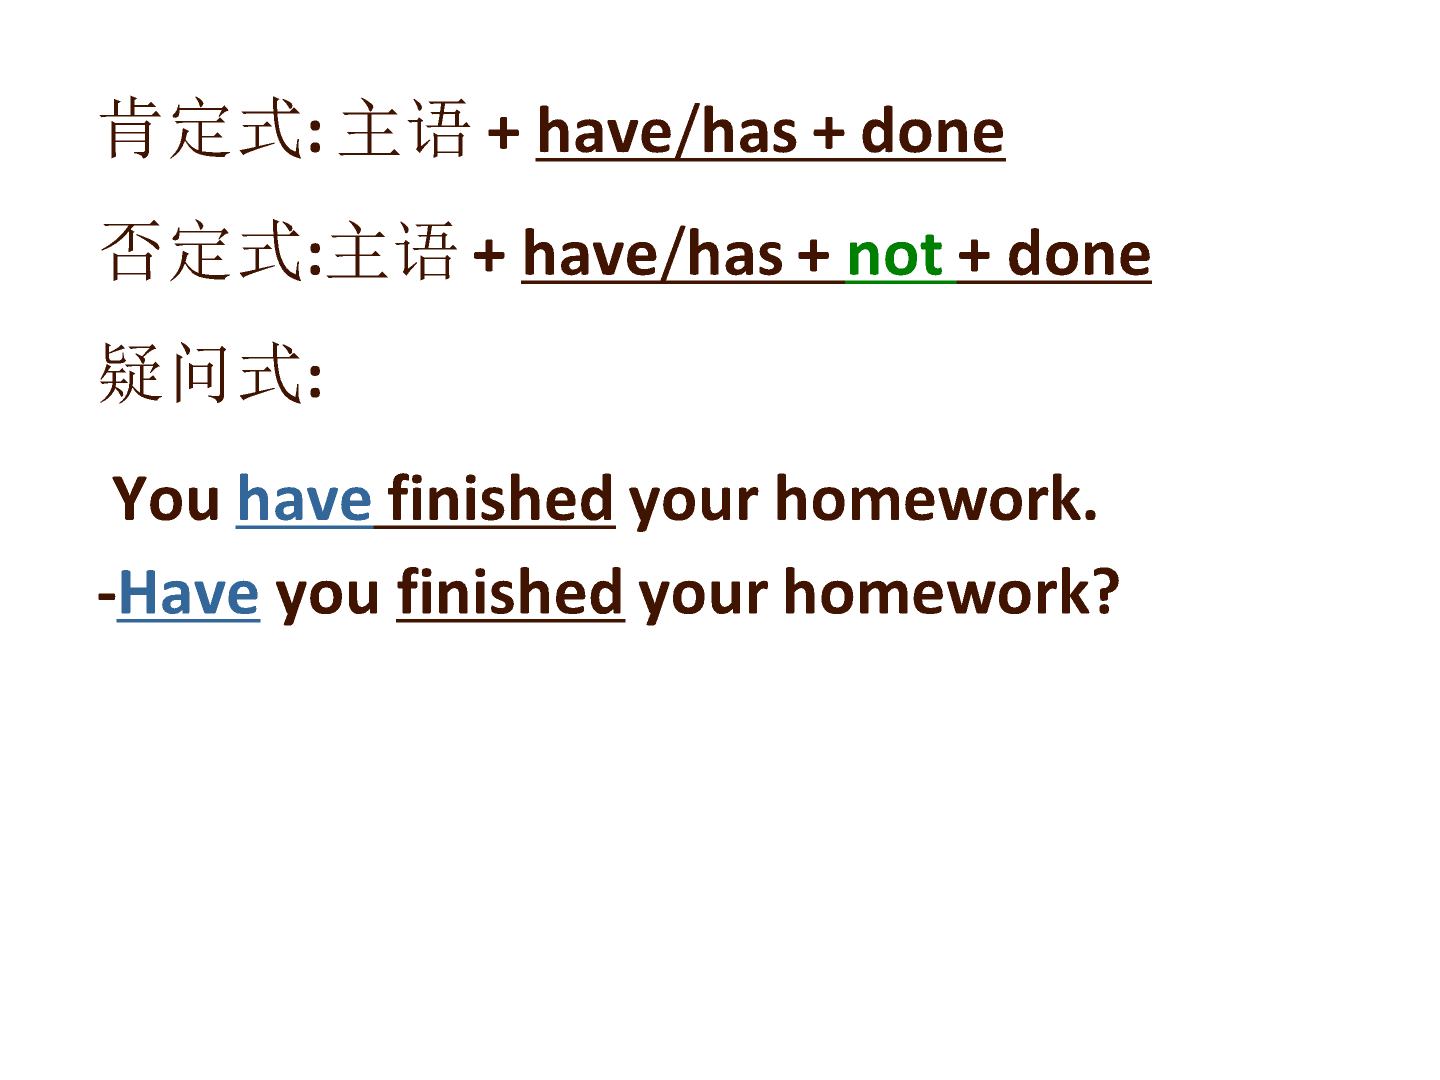 肯定式: 主语 + have/has + done
否定式:主语 + have/has + not + done
疑问式:
You have finished your homework.
-Have you finished your homework?